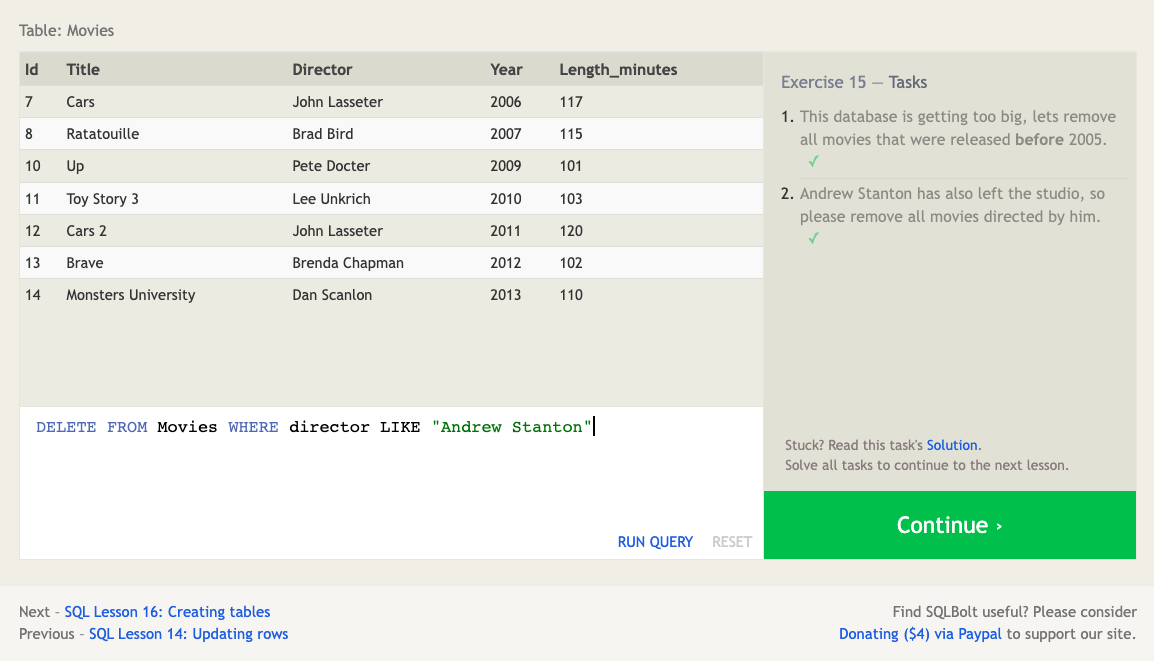 Table: Movies
Id Title Director Year Length_minutes
7 Cars John Lasseter 2006 117
8 Ratatouille Brad Bird 2007 115
10 Up Pete Docter 2009 101
11 Toy Story 3 Lee Unkrich 2010 103
12 Cars 2 John Lasseter 2011 120
13 Brave Brenda Chapman 2012 102
14 Monsters University Dan Scanlon 2013 110
DELETE FROM Movies WHERE director LIKE "Andrew Stanton"
RUN QUERY RESET
Exercise 15 — Tasks
1. This database is getting too big, lets remove
all movies that were released before 2005.
✓
2. Andrew Stanton has also left the studio, so
please remove all movies directed by him.
✓
Stuck? Read this task's Solution.
Solve all tasks to continue to the next lesson.
Continue ›
Next – SQL Lesson 16: Creating tables
Previous – SQL Lesson 14: Updating rows
Find SQLBolt useful? Please consider
Donating ($4) via Paypal to support our site.